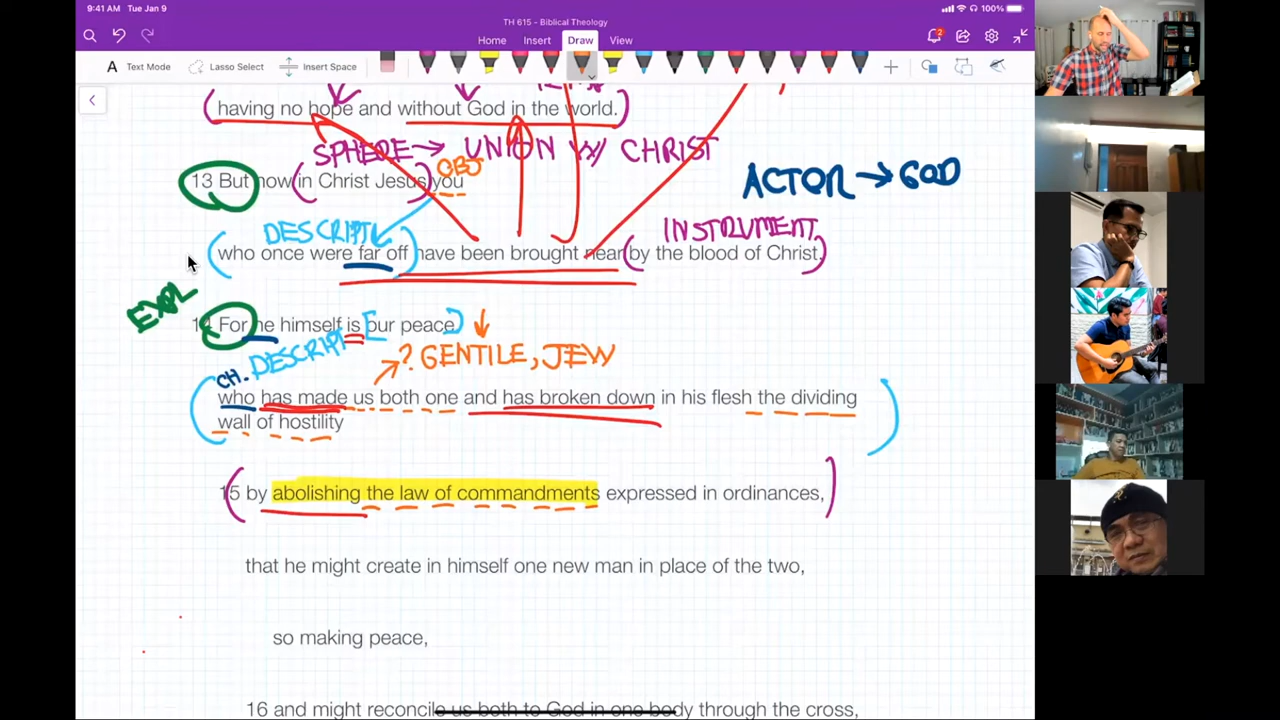 9:41 AM Tue Jan 9
100%
TH 615 - Biblical Theology
Home Insert Draw View
2
Text Mode
Lasso Select
Insert Space
(having no hope and without God in the world.)
SPHERE → UNION W/ CHRIST
OBJ
13 But now in (Christ Jesus) you
ACTOR → GOD
DESCRIPT
INSTRUMENT
(who once were far off) have been brought near (by the blood of Christ.)
EXPL
14 For he himself is [our peace]
DESCRIPT
? GENTILE, JEW
CH.
(who has made us both one and has broken down in his flesh the dividing
wall of hostility)
(15 by abolishing the law of commandments expressed in ordinances,)
that he might create in himself one new man in place of the two,
so making peace,
16 and might reconcile us both to God in one body through the cross,